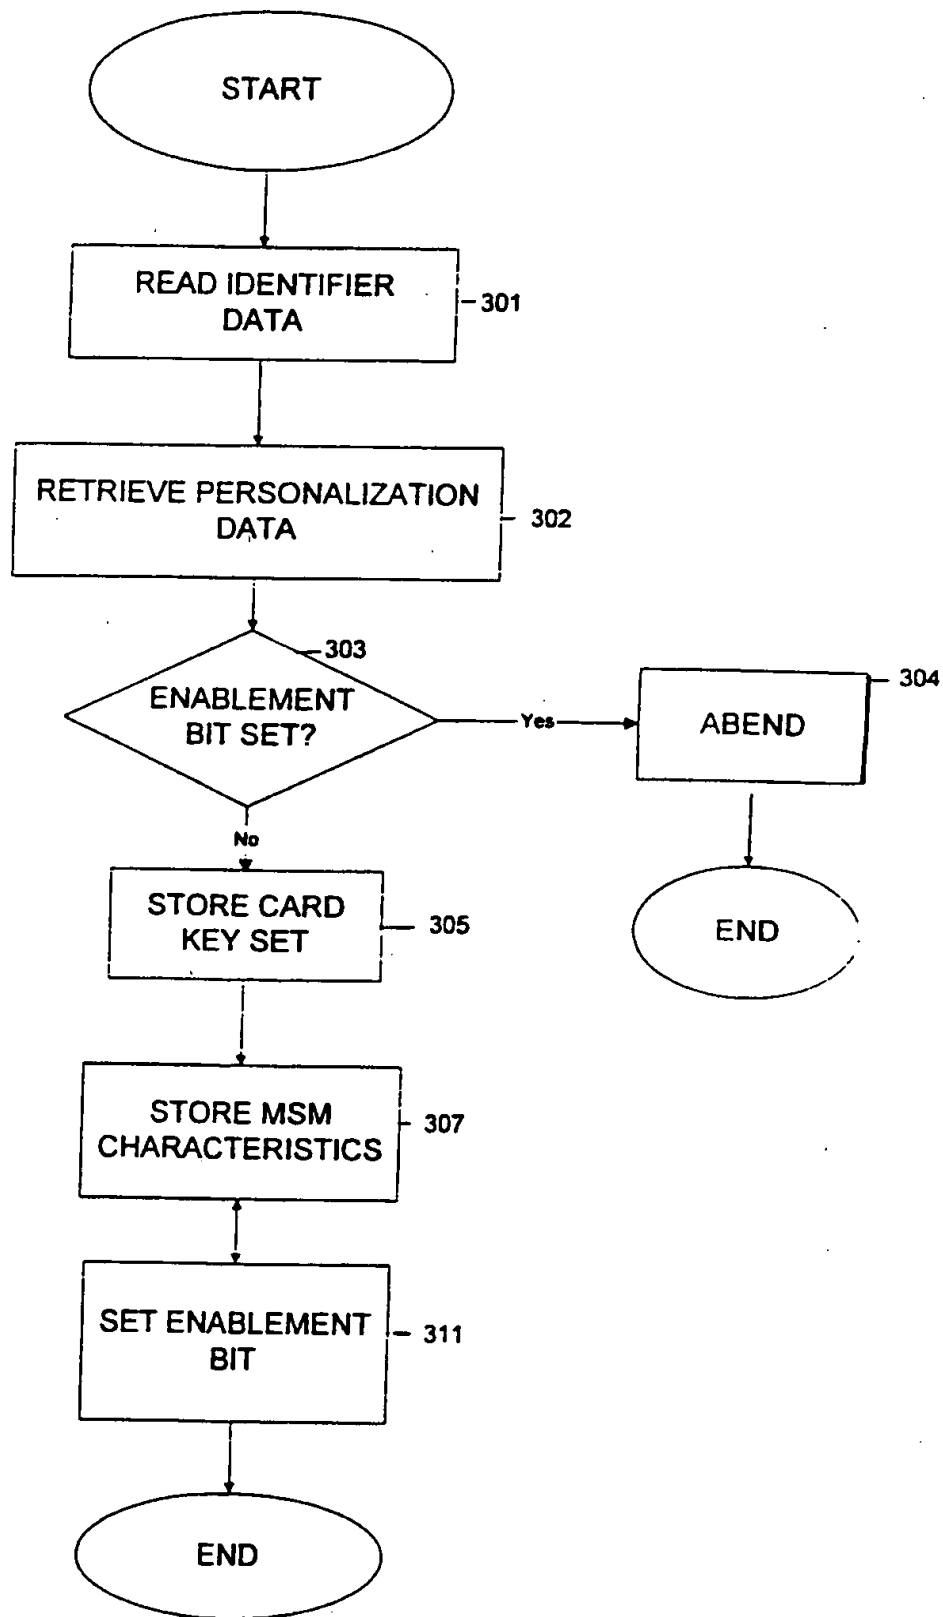 START
READ IDENTIFIER
DATA
301
RETRIEVE PERSONALIZATION
DATA
302
303
ENABLEMENT
BIT SET?
Yes
304
ABEND
No
STORE CARD
KEY SET
305
END
STORE MSM
CHARACTERISTICS
307
SET ENABLEMENT
BIT
311
END